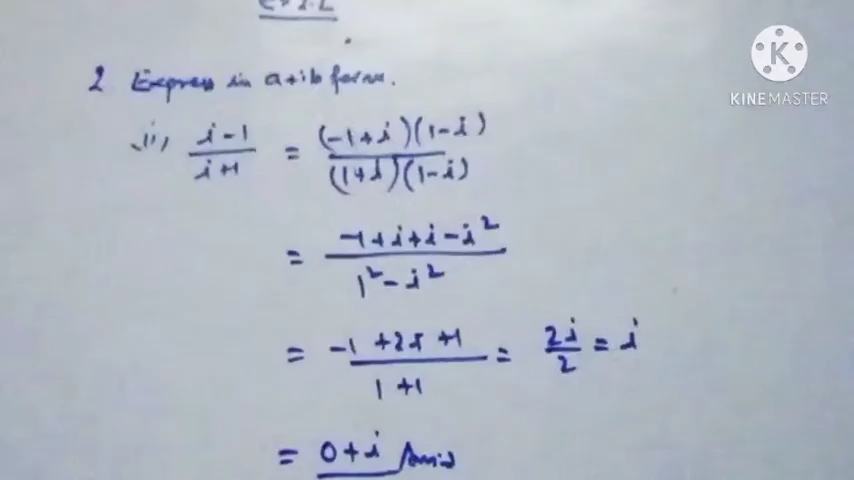 2 Express in a+ib form.
(i) i-1/i+1 = (-1+i)(1-i)/(1+i)(1-i)
= -1+i+i-i²/1²-i²
= -1+2i+1/1+1 = 2i/2 = i
= 0+i
K
KINEMASTER